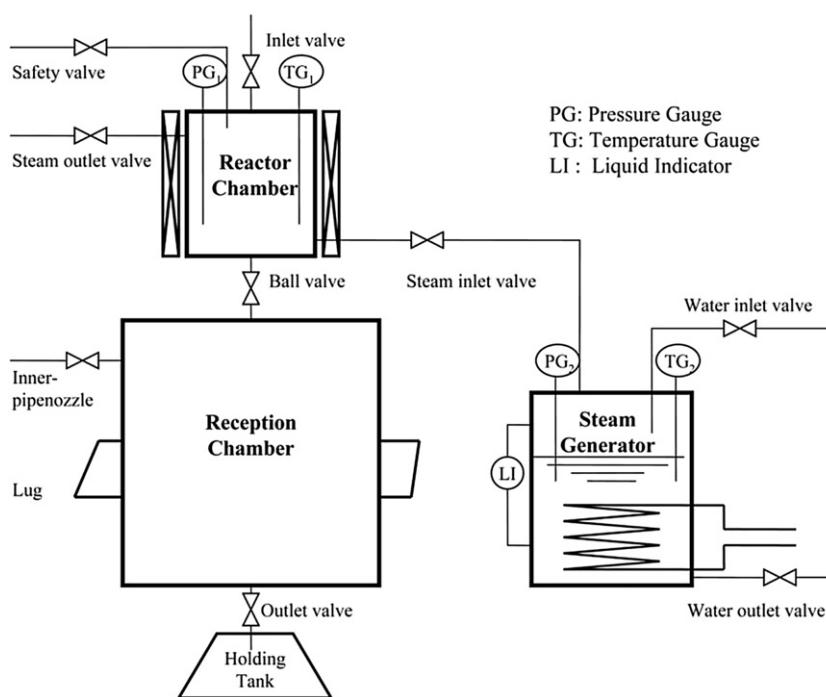 Inlet valve
Safety valve
PG1
TG1
Steam outlet valve
Reactor
Chamber
PG: Pressure Gauge
TG: Temperature Gauge
LI : Liquid Indicator
Ball valve
Steam inlet valve
Water inlet valve
Inner-
pipenozzle
PG2
TG2
Reception
Chamber
Steam
Generator
LI
Lug
Outlet valve
Water outlet valve
Holding
Tank